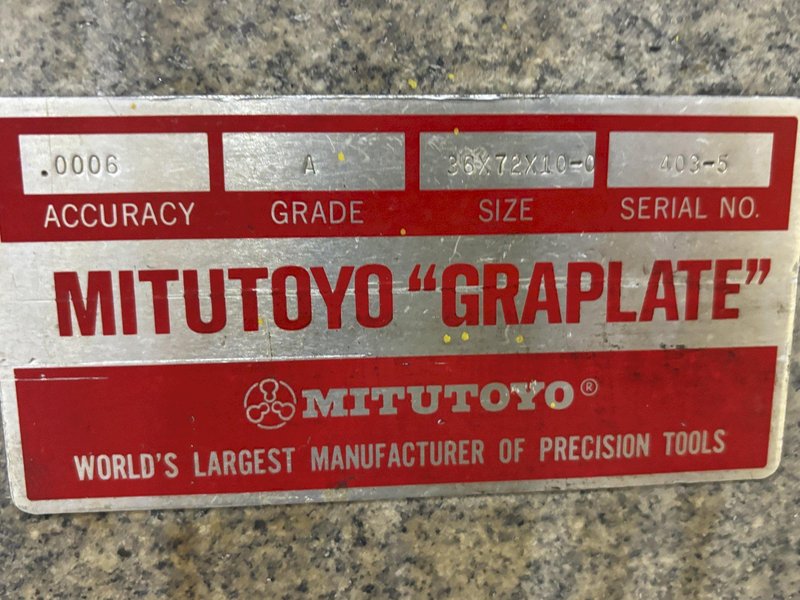 .0006 A 36X72X10-0 403-5
ACCURACY GRADE SIZE SERIAL NO.
MITUTOYO “GRAPLATE”
MITUTOYO®
WORLD'S LARGEST MANUFACTURER OF PRECISION TOOLS